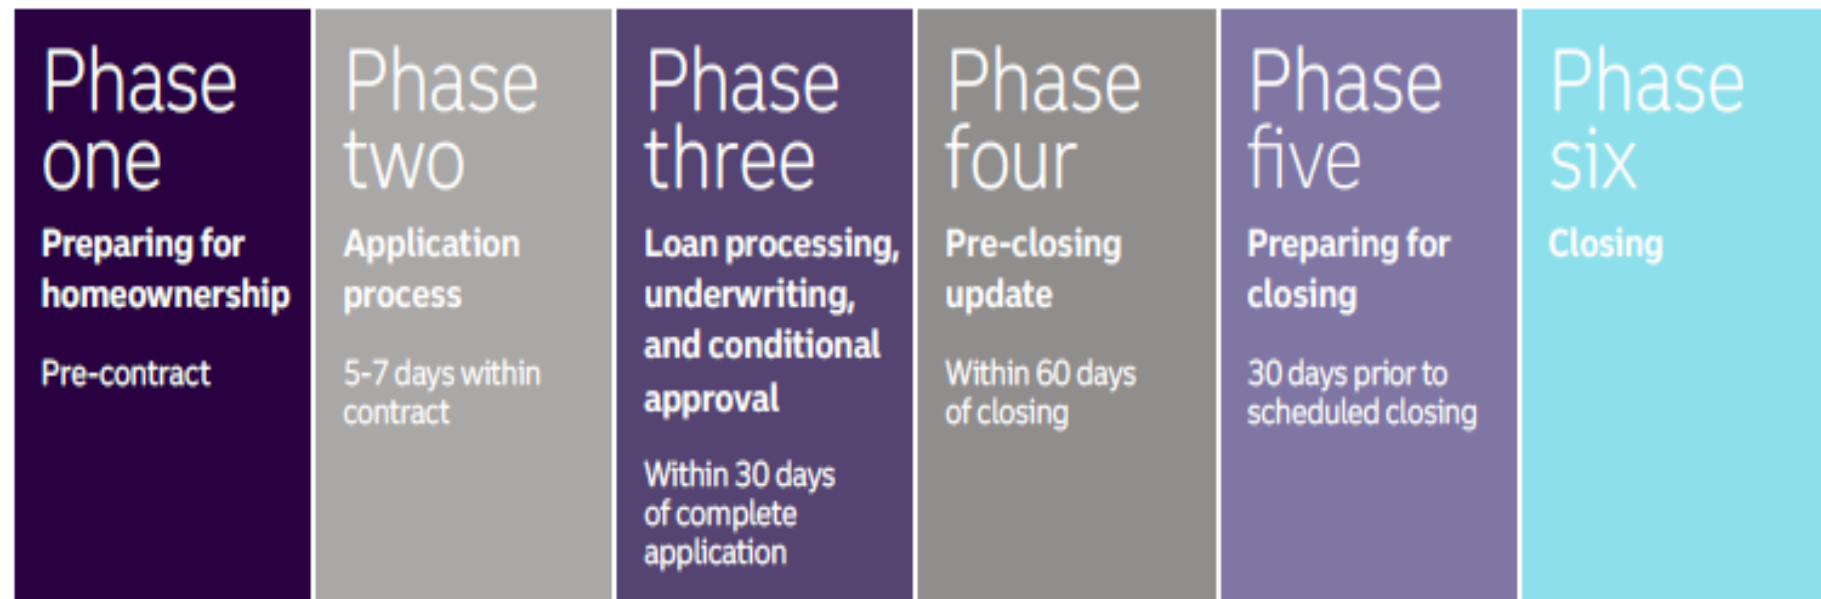 Phase
one
Preparing for
homeownership
Pre-contract
Phase
two
Application
process
5-7 days within
contract
Phase
three
Loan processing,
underwriting,
and conditional
approval
Within 30 days
of complete
application
Phase
four
Pre-closing
update
Within 60 days
of closing
Phase
five
Preparing for
closing
30 days prior to
scheduled closing
Phase
six
Closing